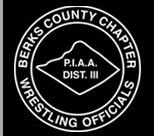 BERKS COUNTY CHAPTER
P.I.A.A.
DIST. III
WRESTLING OFFICIALS